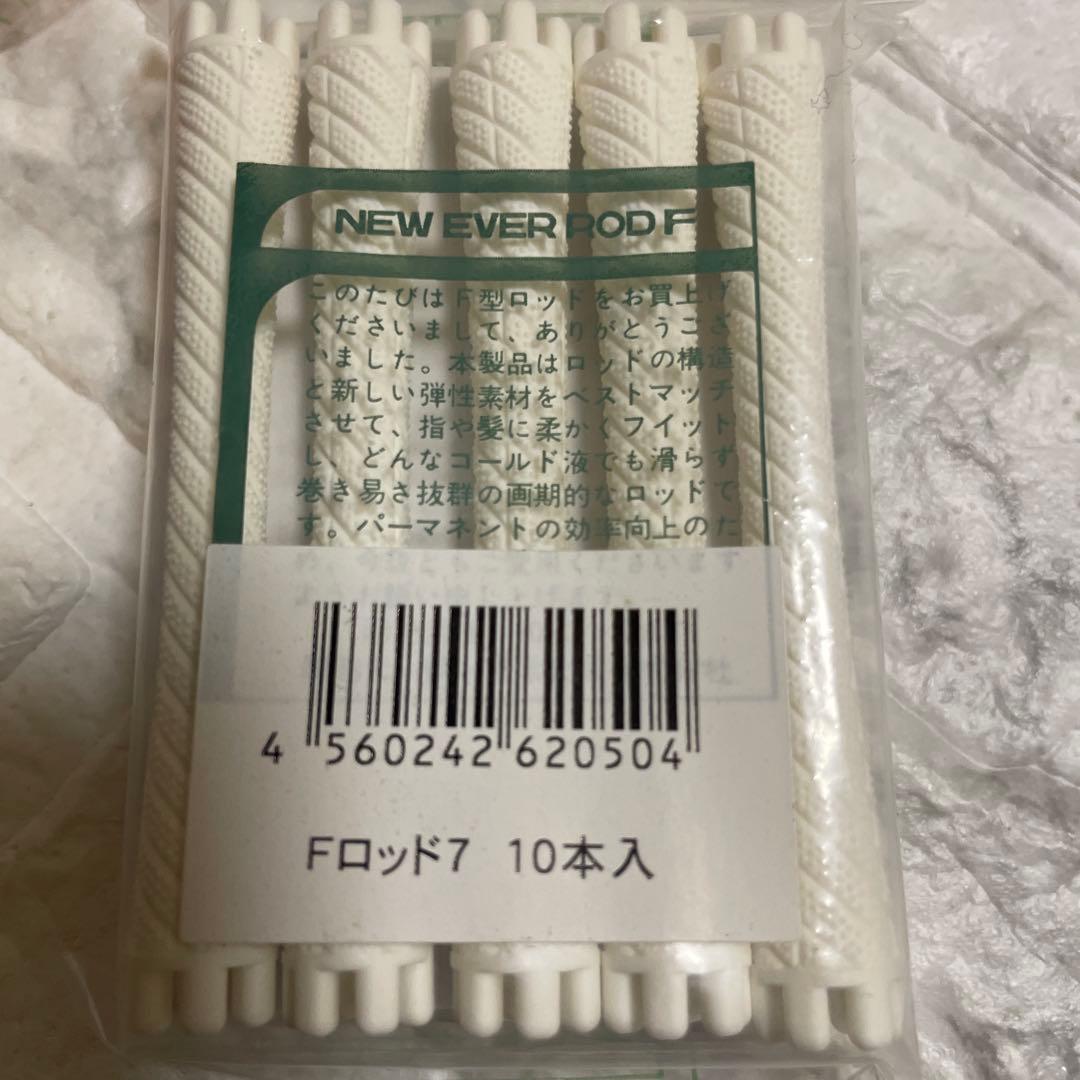 NEW EVER ROD F
このたびはF型ロッドをお買上げ
くださいまして、ありがとうござ
いました。本製品はロッドの構造
と新しい弾性素材をベストマッチ
させて、指や髪に柔かくフイット
し、どんなコールド液でも滑らず
巻き易さ抜群の画期的なロッドで
す。パーマネントの効率向上のた
社
4 560242 620504
Fロッド7 10本入